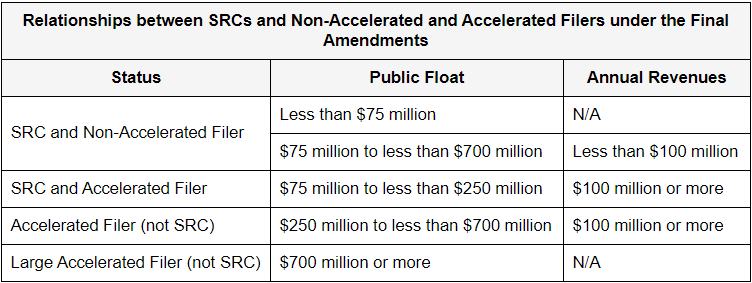 Relationships between SRCs and Non-Accelerated and Accelerated Filers under the Final
Amendments
Status Public Float Annual Revenues
SRC and Non-Accelerated Filer
Less than $75 million N/A
$75 million to less than $700 million Less than $100 million
SRC and Accelerated Filer $75 million to less than $250 million $100 million or more
Accelerated Filer (not SRC) $250 million to less than $700 million $100 million or more
Large Accelerated Filer (not SRC) $700 million or more N/A